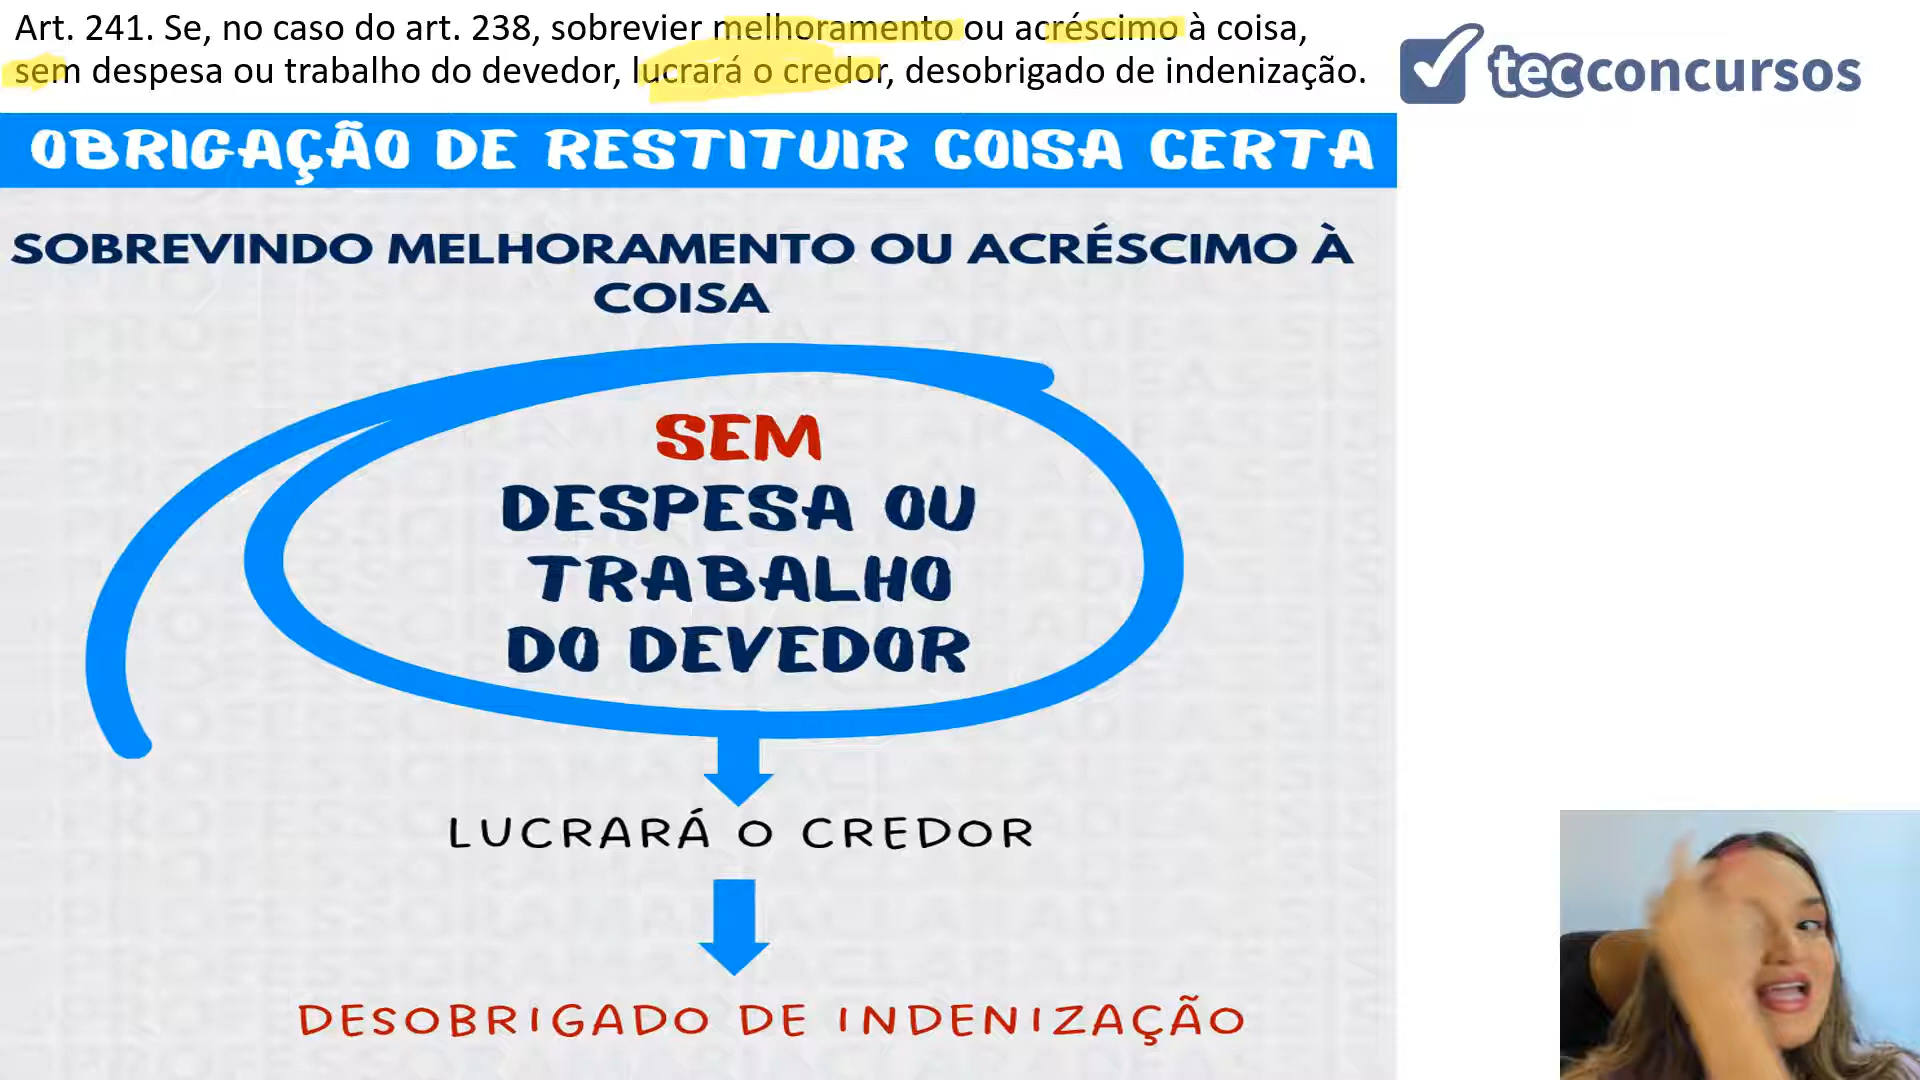 Art. 241. Se, no caso do art. 238, sobrevier melhoramento ou acréscimo à coisa,
sem despesa ou trabalho do devedor, lucrará o credor, desobrigado de indenização.
tecconcursos
OBRIGAÇÃO DE RESTITUIR COISA CERTA
SOBREVINDO MELHORAMENTO OU ACRÉSCIMO À
COISA
SEM
DESPESA OU
TRABALHO
DO DEVEDOR
LUCRARÁ O CREDOR
DESOBRIGADO DE INDENIZAÇÃO